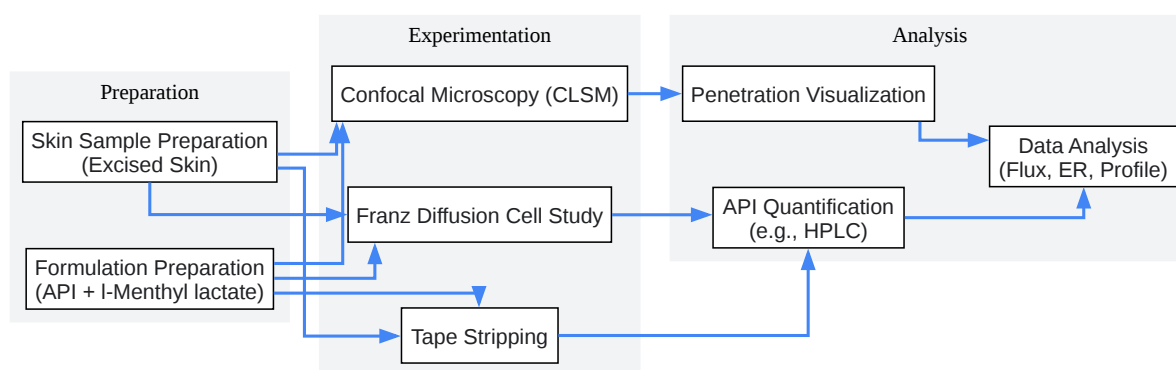 Preparation
Skin Sample Preparation
(Excised Skin)
Formulation Preparation
(API + l-Menthyl lactate)
Experimentation
Confocal Microscopy (CLSM)
Franz Diffusion Cell Study
Tape Stripping
Analysis
Penetration Visualization
API Quantification
(e.g., HPLC)
Data Analysis
(Flux, ER, Profile)